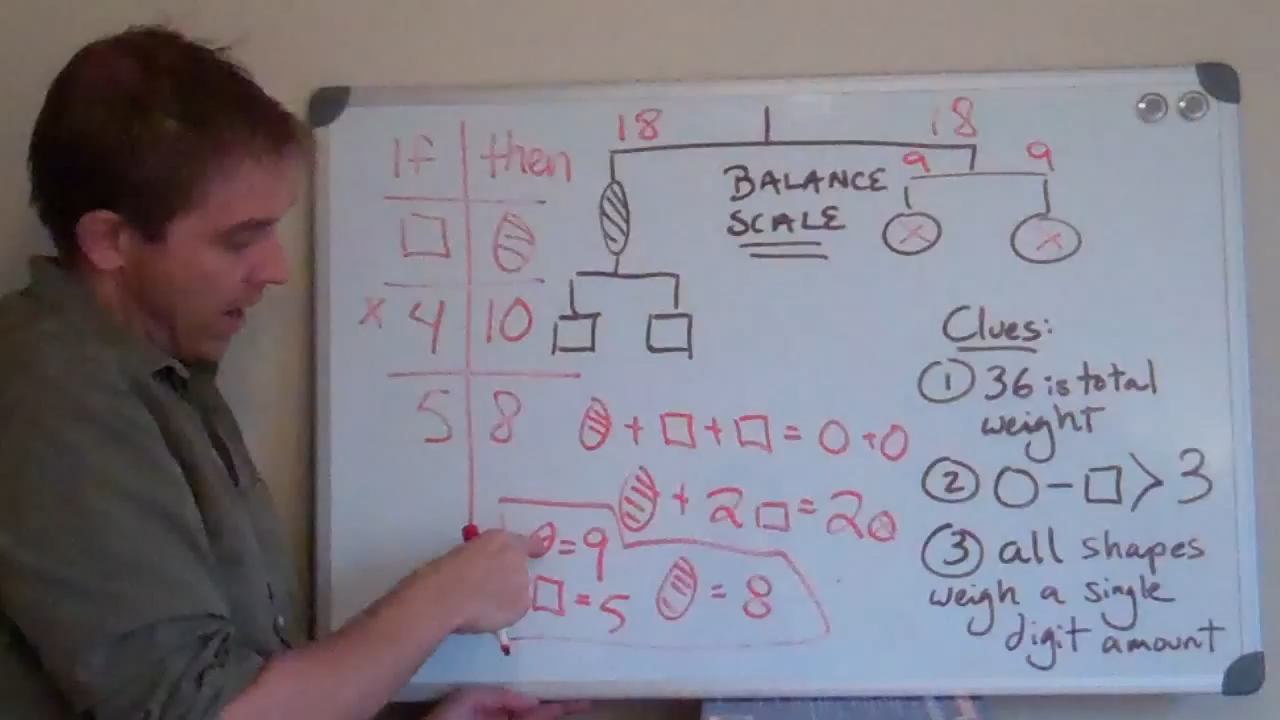 If then
□ ⬯
x 4 10
5 8
18 18
9 9
BALANCE
SCALE
x x
⬯ + □ + □ = O + O
⬯ + 2□ = 2O
O = 9
□ = 5 ⬯ = 8
Clues:
① 36 is total
weight
② O - □ > 3
③ all shapes
weigh a single
digit amount